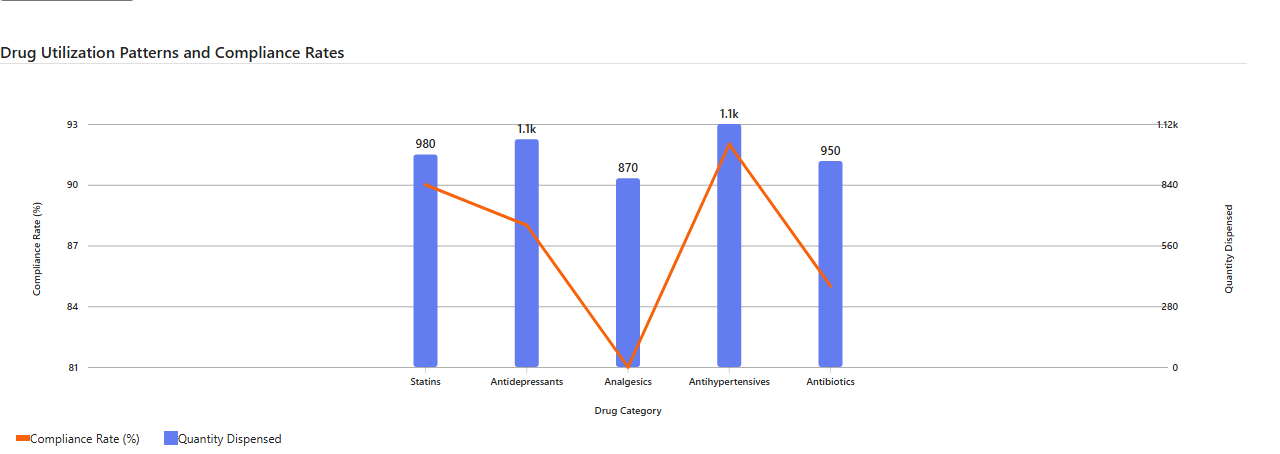 Drug Utilization Patterns and Compliance Rates
1.1k
1.1k
980
950
870
93
90
87
84
81
1.12k
840
560
280
0
Compliance Rate (%)
Quantity Dispensed
Statins Antidepressants Analgesics Antihypertensives Antibiotics
Drug Category
Compliance Rate (%) Quantity Dispensed